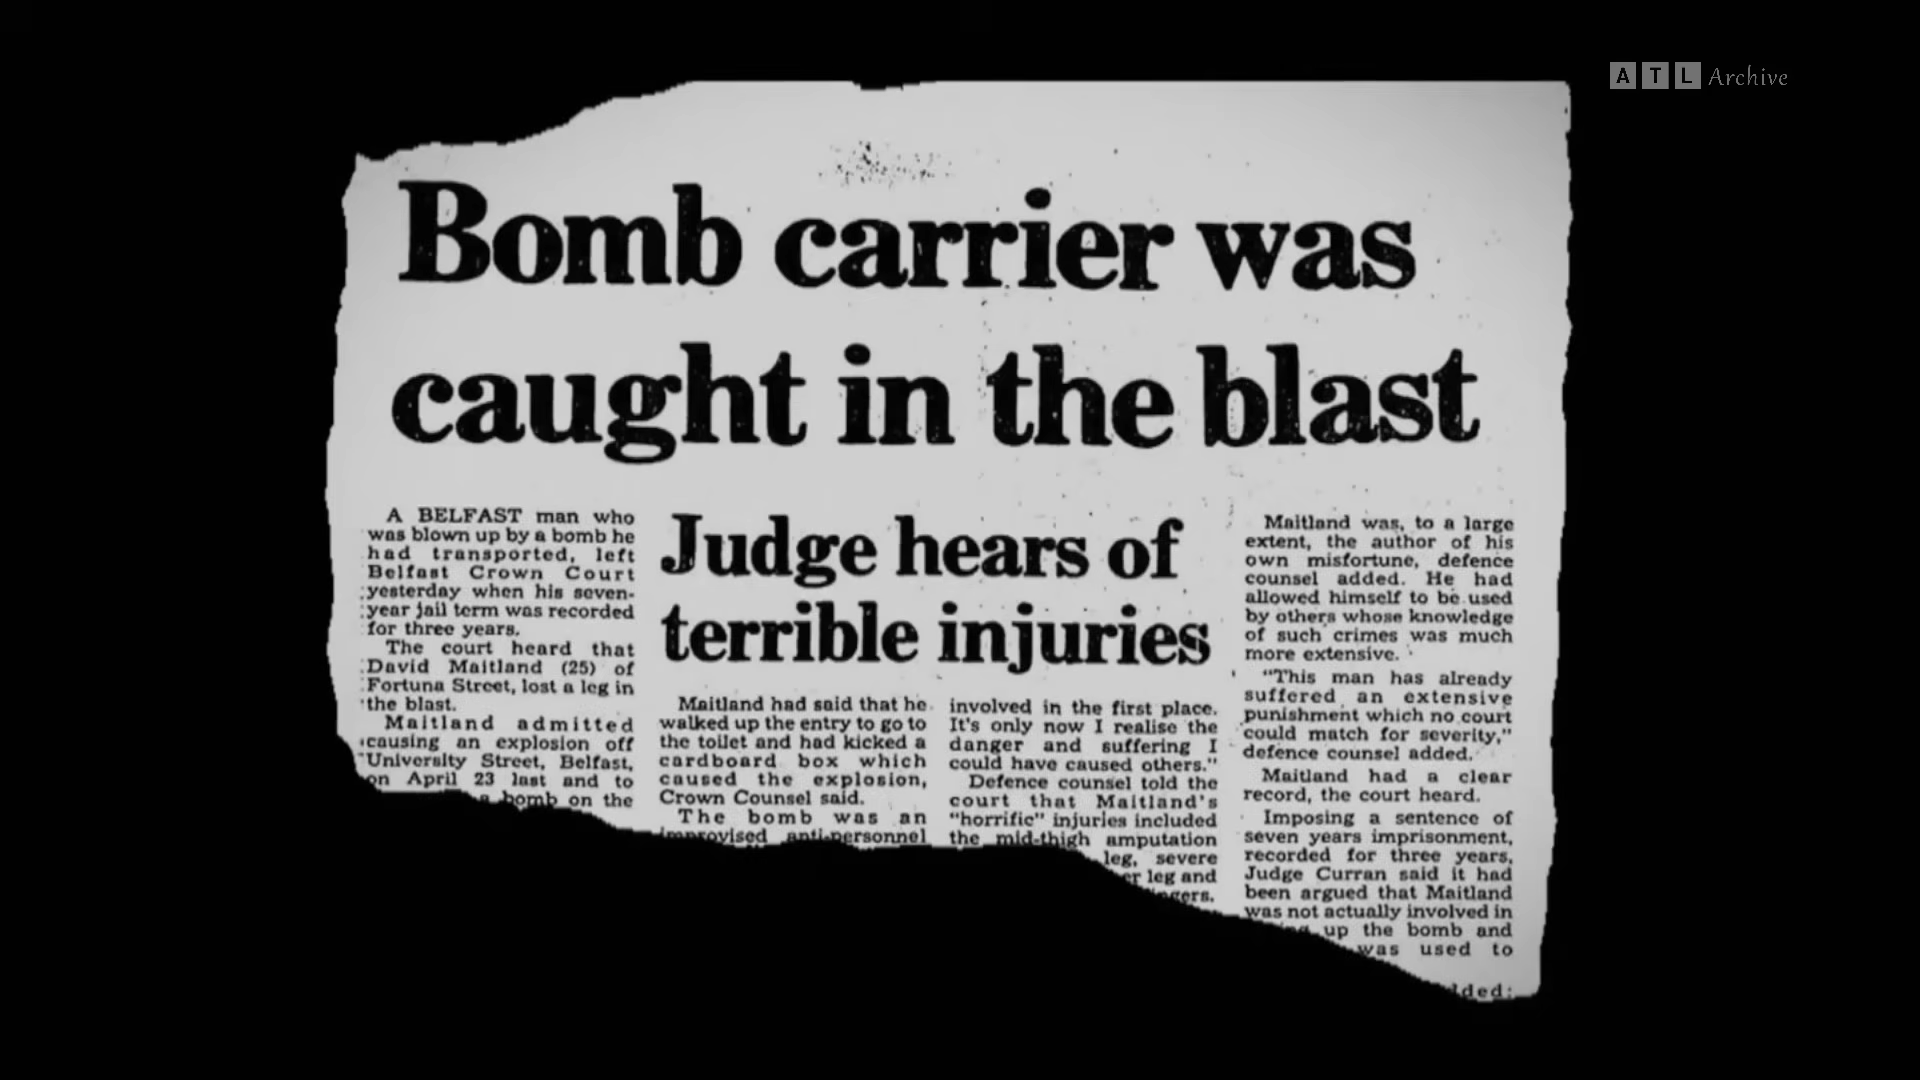 ATL Archive
Bomb carrier was
caught in the blast
A BELFAST man who
was blown up by a bomb he
had transported, left
Belfast Crown Court
yesterday when his seven-
year jail term was recorded
for three years.
The court heard that
David Maitland (25) of
Fortuna Street, lost a leg in
the blast.
Maitland admitted
causing an explosion off
University Street, Belfast,
on April 23 last and to
bomb on the
Judge hears of
terrible injuries
Maitland had said that he
walked up the entry to go to
the toilet and had kicked a
cardboard box which
caused the explosion,
Crown Counsel said.
The bomb was an
improvised anti-personnel
involved in the first place.
It's only now I realise the
danger and suffering I
could have caused others."
Defence counsel told the
court that Maitland's
"horrific" injuries included
the mid-thigh amputation
leg, severe
leg and
Maitland was, to a large
extent, the author of his
own misfortune, defence
counsel added. He had
allowed himself to be used
by others whose knowledge
of such crimes was much
more extensive.
"This man has already
suffered an extensive
punishment which no court
could match for severity,"
defence counsel added.
Maitland had a clear
record, the court heard.
Imposing a sentence of
seven years imprisonment,
recorded for three years,
Judge Curran said it had
been argued that Maitland
was not actually involved in
up the bomb and
was used to